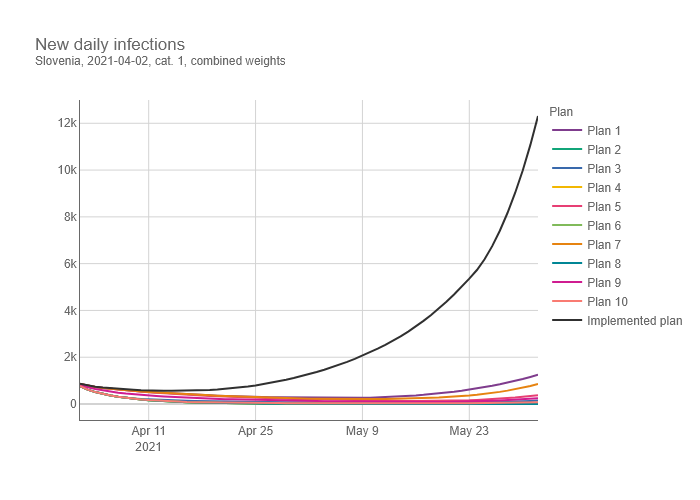 New daily infections
Slovenia, 2021-04-02, cat. 1, combined weights
12k
10k
8k
6k
4k
2k
0
Apr 11
2021
Apr 25
May 9
May 23
Plan
Plan 1
Plan 2
Plan 3
Plan 4
Plan 5
Plan 6
Plan 7
Plan 8
Plan 9
Plan 10
Implemented plan